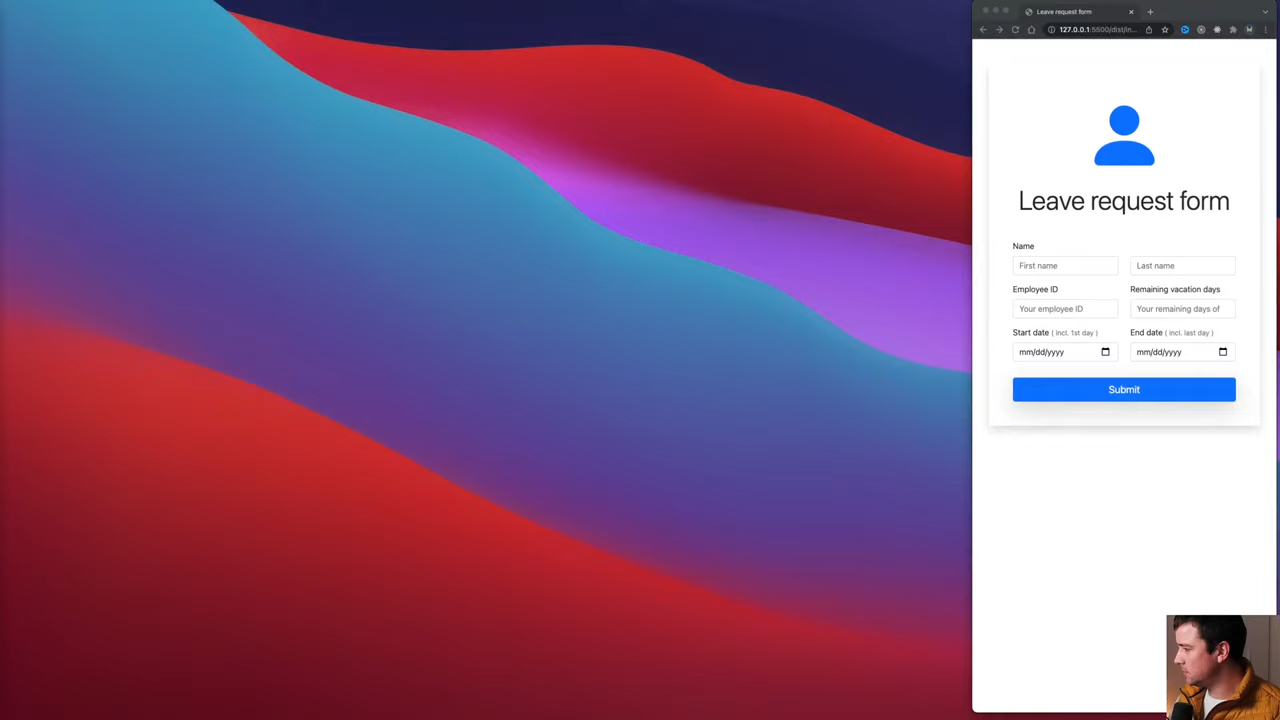 Leave request form
127.0.0.1:5500/dist/in...
Leave request form
Name
First name
Last name
Employee ID
Remaining vacation days
Your employee ID
Your remaining days of
Start date ( incl. 1st day )
End date ( incl. last day )
mm/dd/yyyy
mm/dd/yyyy
Submit